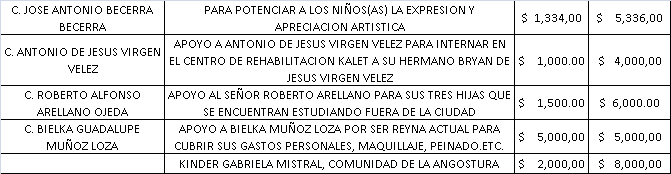 C. JOSE ANTONIO BECERRA BECERRA
PARA POTENCIAR A LOS NIÑOS(AS) LA EXPRESION Y APRECIACION ARTISTICA
$ 1,334,00 $ 5,336,00
C. ANTONIO DE JESUS VIRGEN VELEZ
APOYO A ANTONIO DE JESUS VIRGEN VELEZ PARA INTERNAR EN EL CENTRO DE REHABILITACION KALET A SU HERMANO BRYAN DE JESUS VIRGEN VELEZ
$ 1,000.00 $ 4,000,00
C. ROBERTO ALFONSO ARELLANO OJEDA
APOYO AL SEÑOR ROBERTO ARELLANO PARA SUS TRES HIJAS QUE SE ENCUENTRAN ESTUDIANDO FUERA DE LA CIUDAD
$ 1,500.00 $ 6,000.00
C. BIELKA GUADALUPE MUÑOZ LOZA
APOYO A BIELKA MUÑOZ LOZA POR SER REYNA ACTUAL PARA CUBRIR SUS GASTOS PERSONALES, MAQUILLAJE, PEINADO.ETC.
$ 5,000,00 $ 5,000,00
KINDER GABRIELA MISTRAL, COMUNIDAD DE LA ANGOSTURA
$ 2,000,00 $ 8,000,00